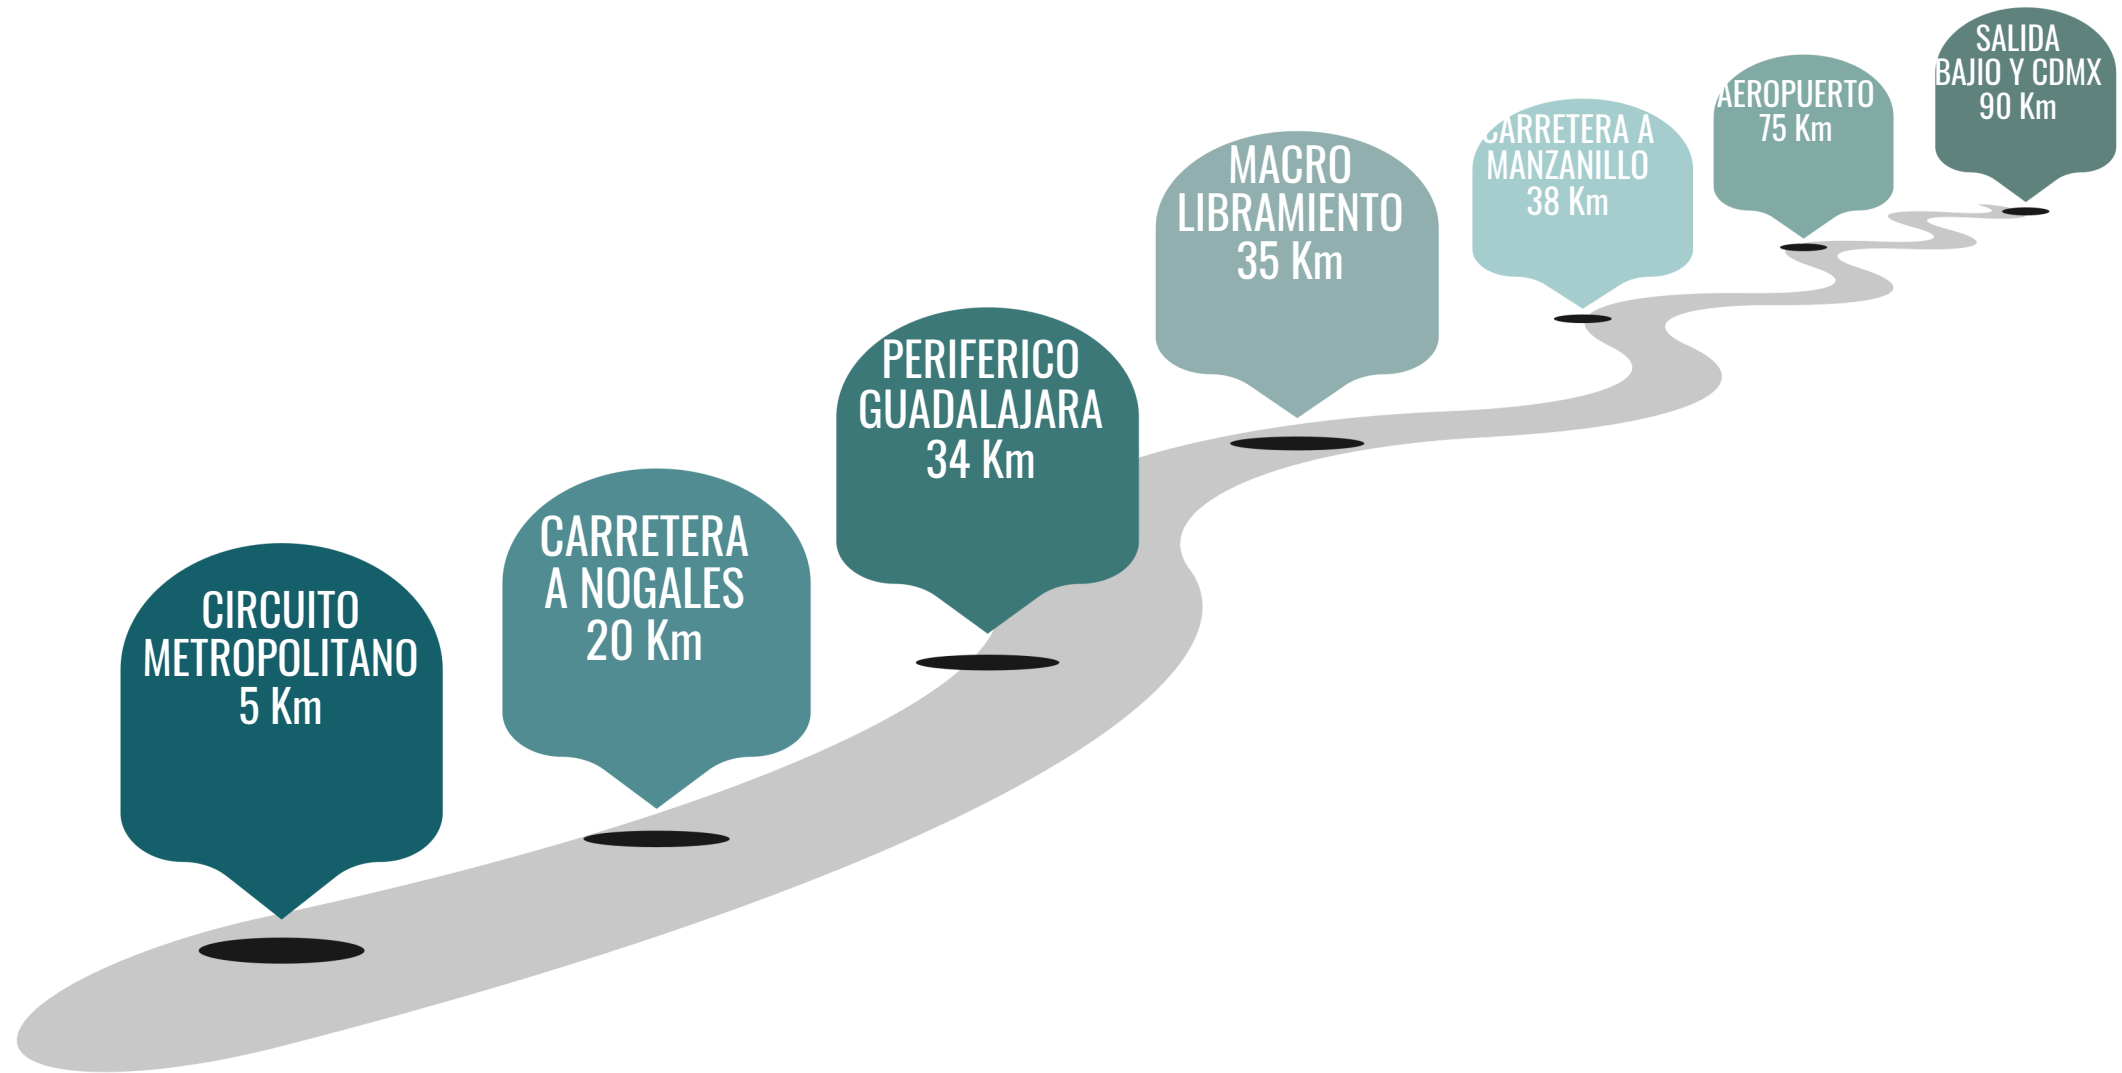 CIRCUITO
METROPOLITANO
5 Km
CARRETERA
A NOGALES
20 Km
PERIFERICO
GUADALAJARA
34 Km
MACRO
LIBRAMIENTO
35 Km
CARRETERA A
MANZANILLO
38 Km
AEROPUERTO
75 Km
SALIDA
BAJIO Y CDMX
90 Km